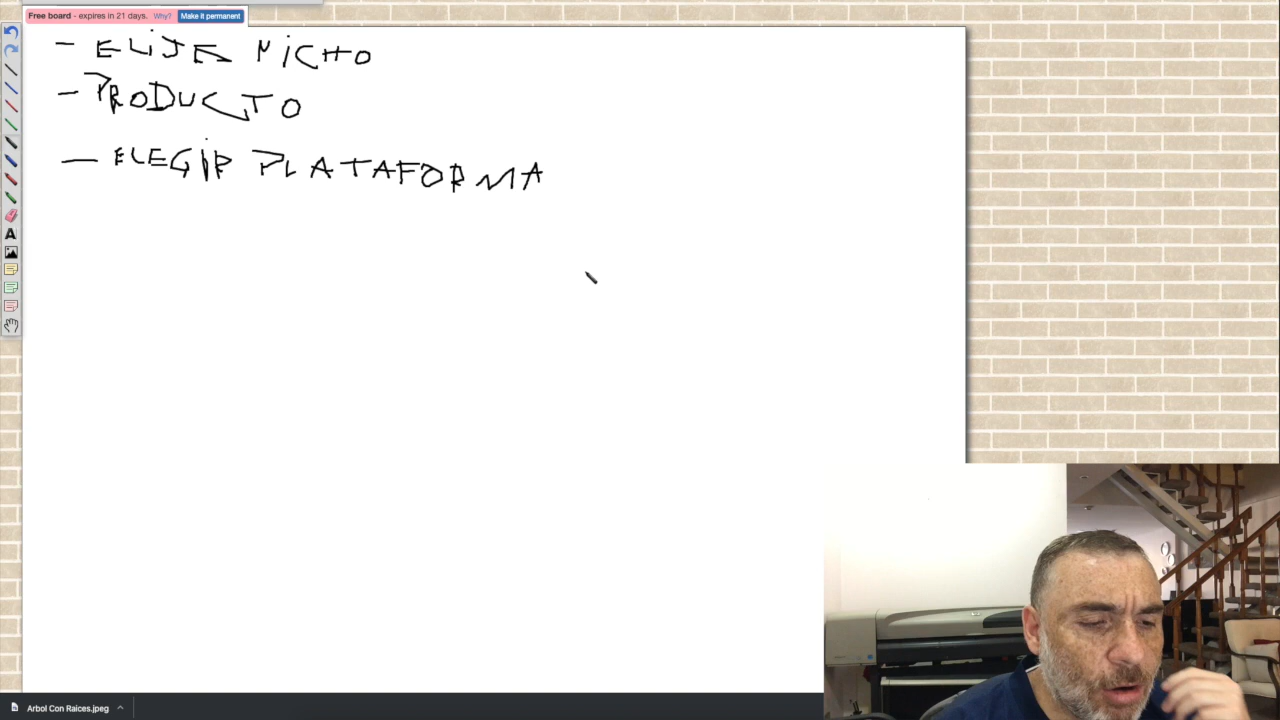 Free board - expires in 21 days. Why? Make it permanent
- ELIJE NICHO
- PRODUCTO
- ELEGIR PLATAFORMA
A
Arbol Con Raices.jpeg